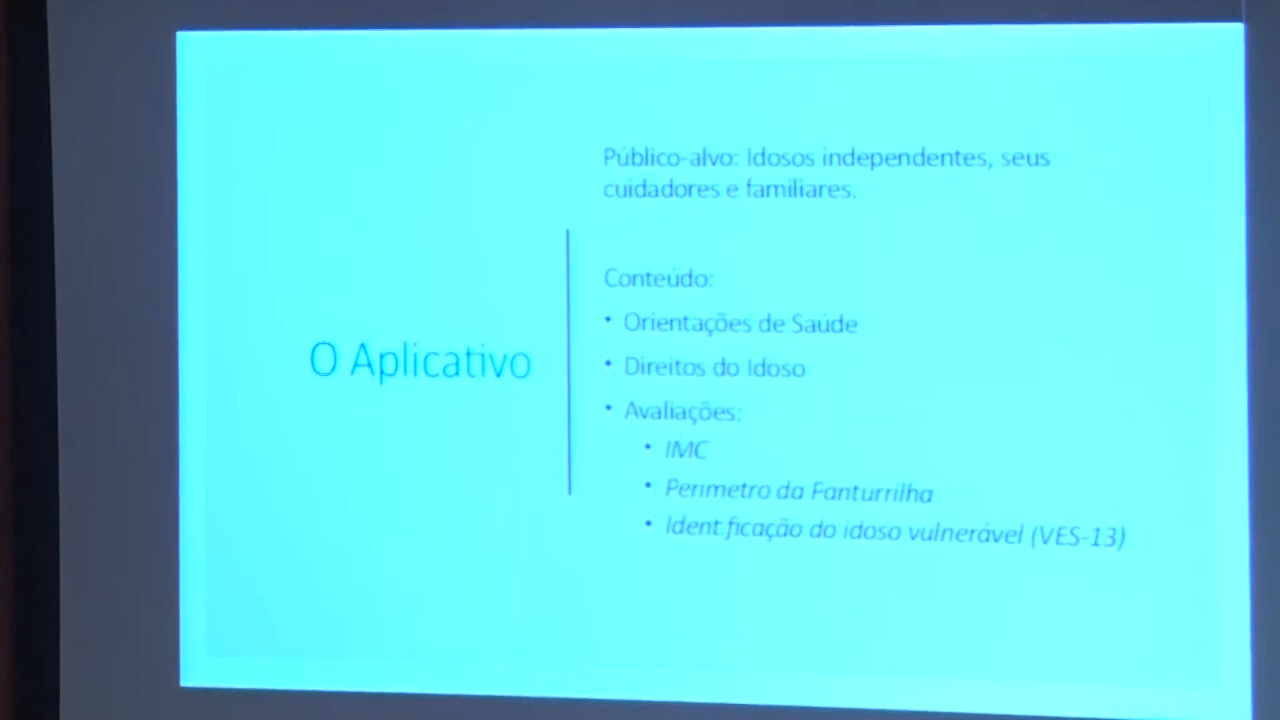 Público-alvo: Idosos independentes, seus
cuidadores e familiares.
O Aplicativo
Conteúdo:
• Orientações de Saúde
• Direitos do Idoso
• Avaliações:
• IMC
• Perimetro da Fanturrilha
• Identificação do idoso vulnerável (VES-13)